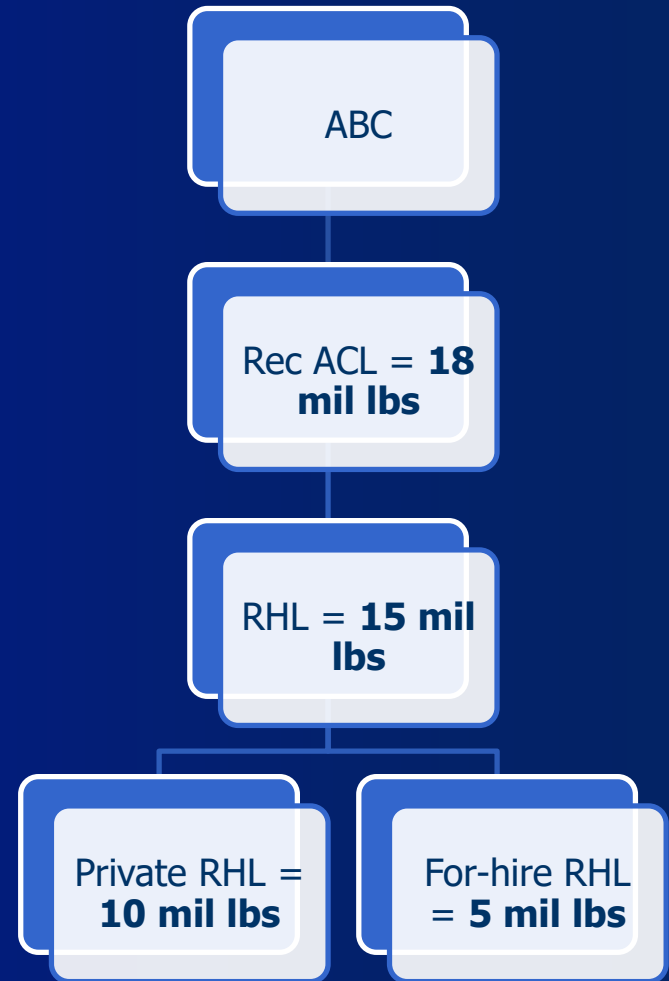 ABC
Rec ACL = 18
mil lbs
RHL = 15 mil
lbs
Private RHL =
10 mil lbs
For-hire RHL
= 5 mil lbs